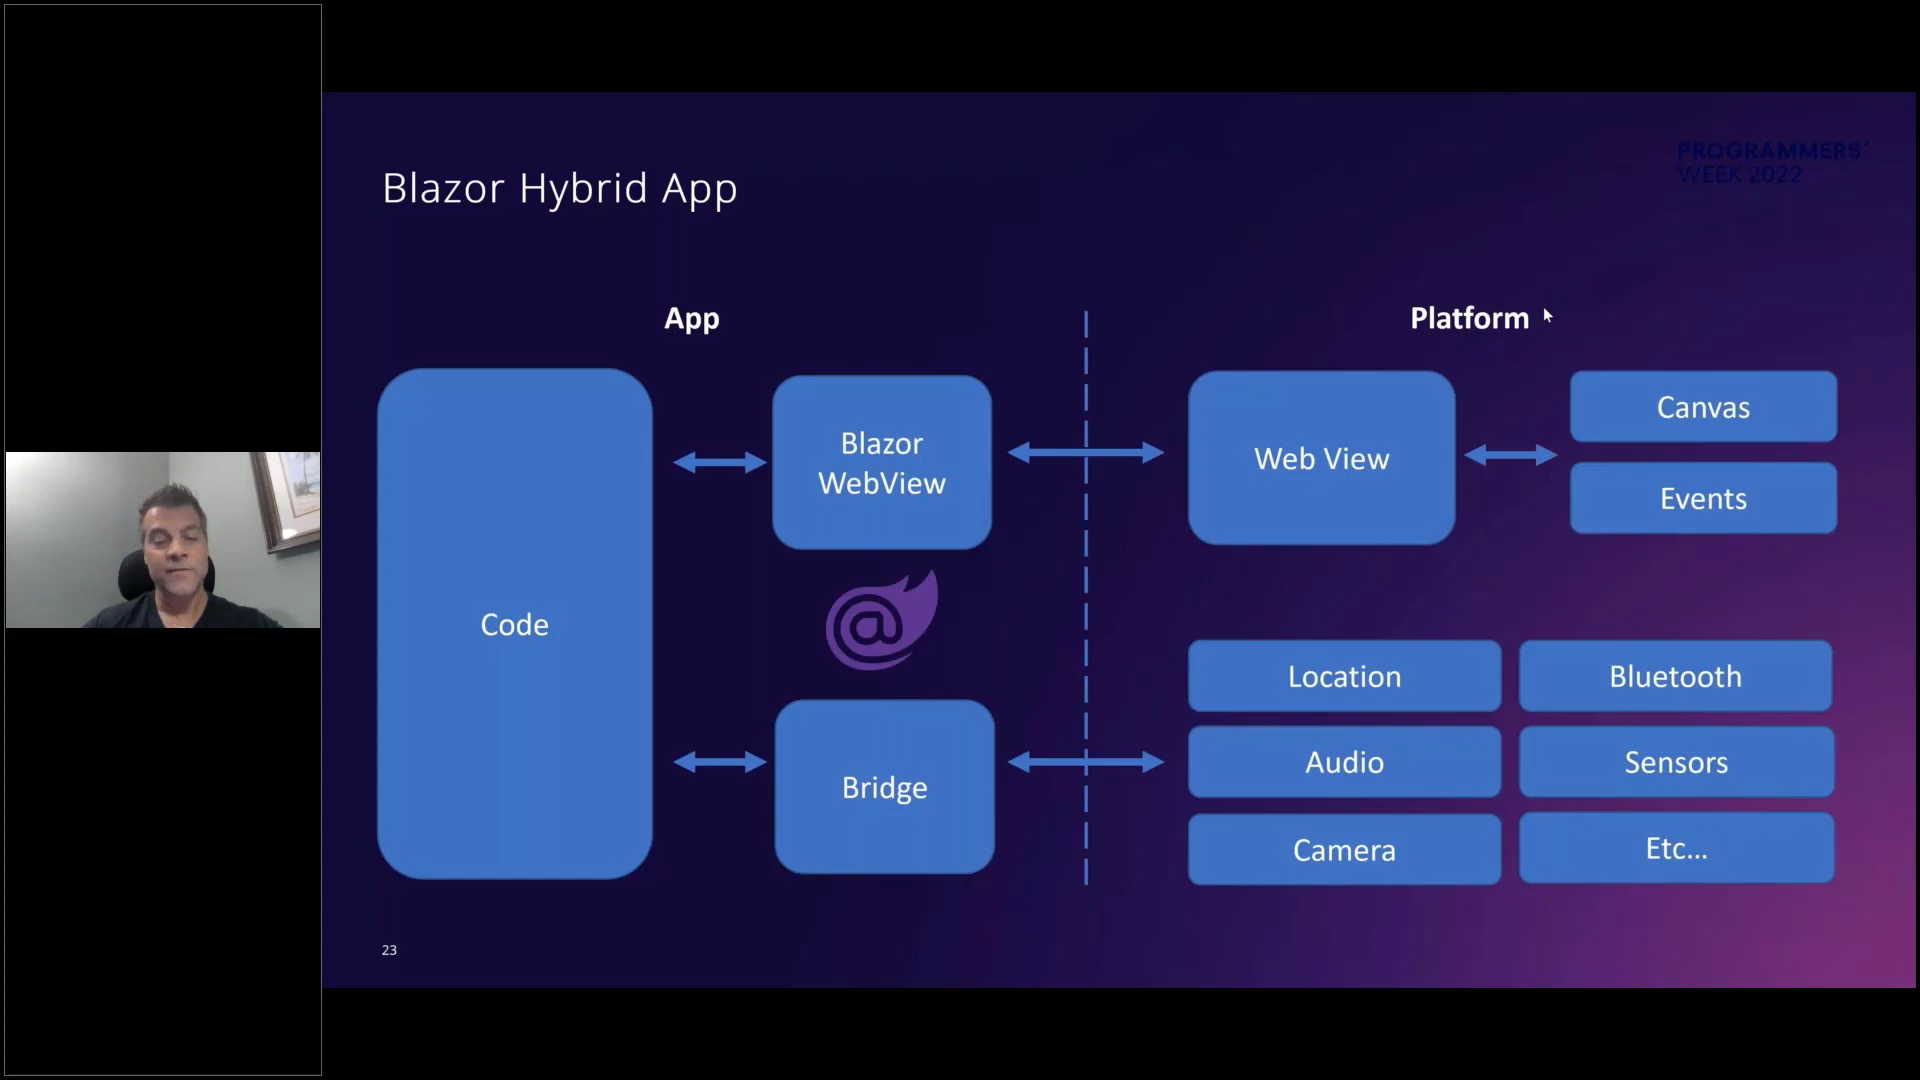 PROGRAMMERS'
WEEK 2022
Blazor Hybrid App
App
Platform
Code
Blazor
WebView
Bridge
Web View
Canvas
Events
Location
Bluetooth
Audio
Sensors
Camera
Etc...
23